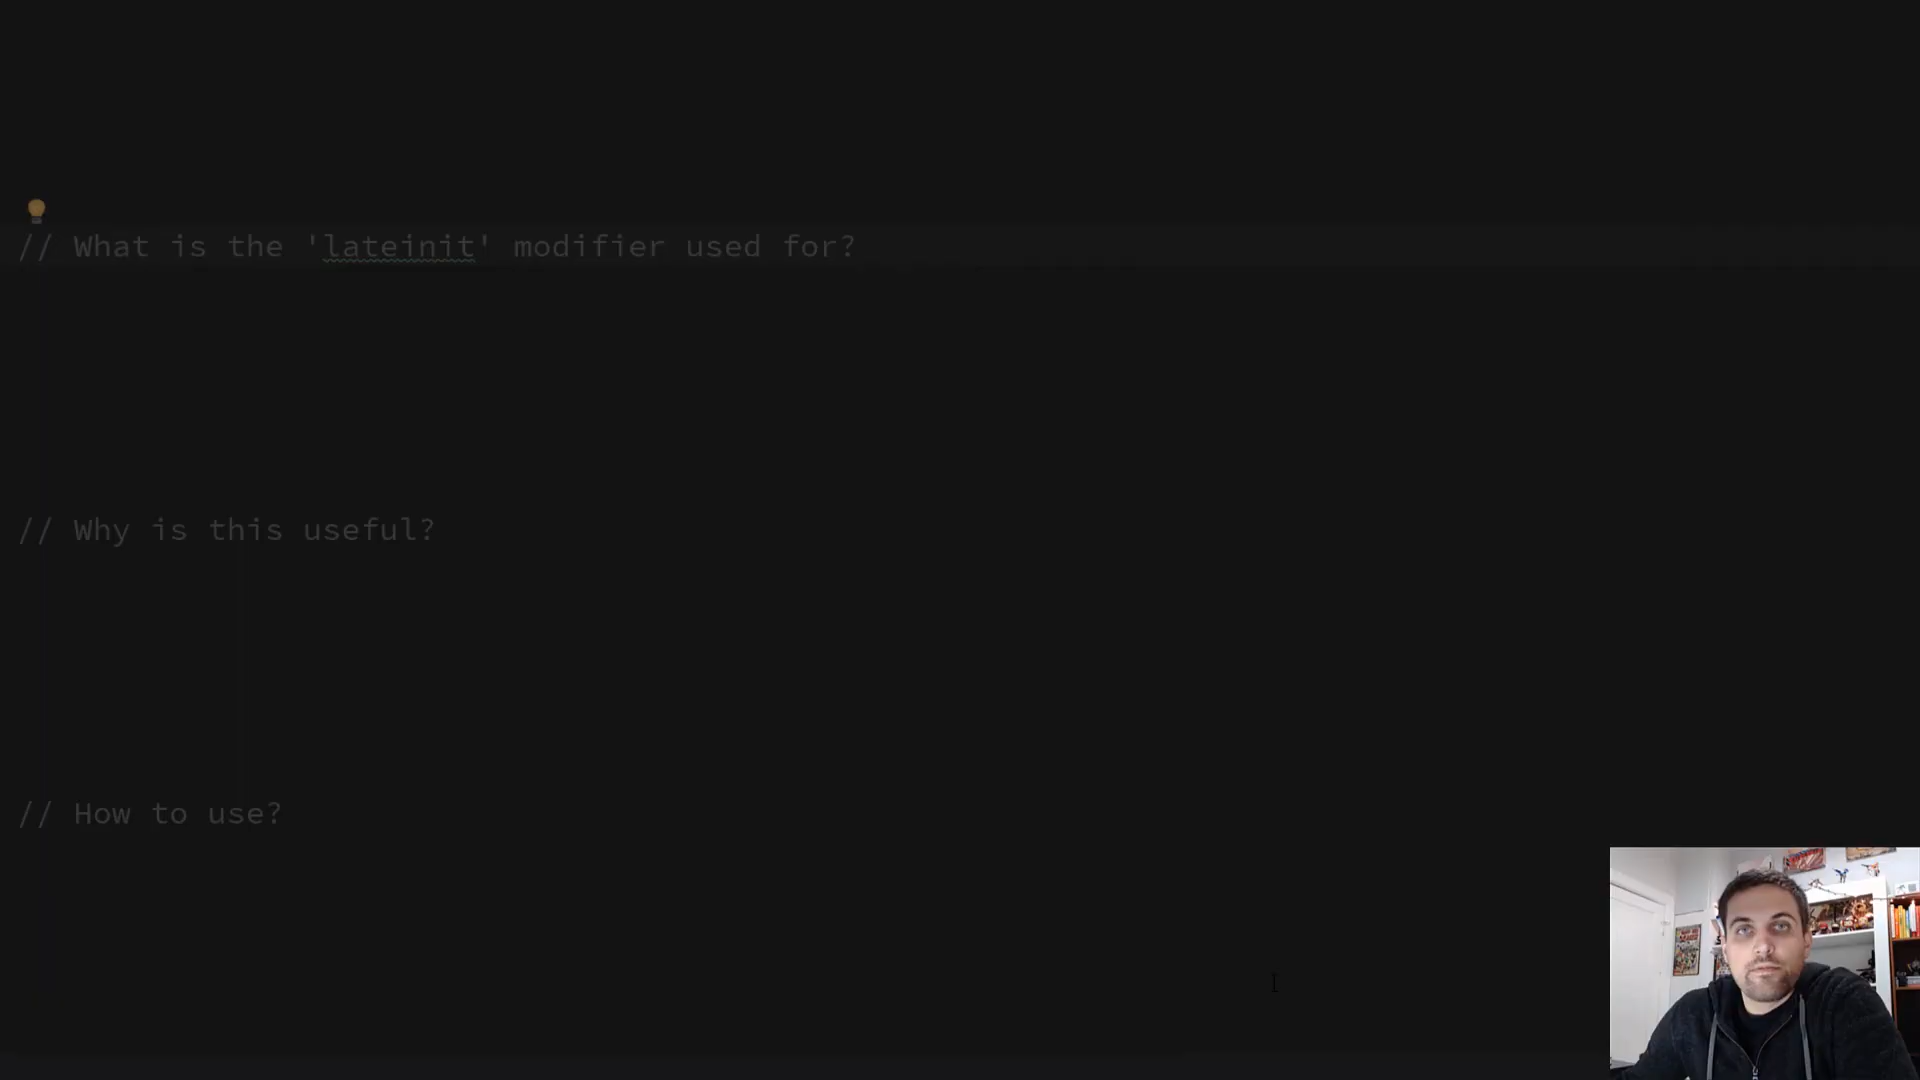 // What is the 'lateinit' modifier used for?
// Why is this useful?
// How to use?